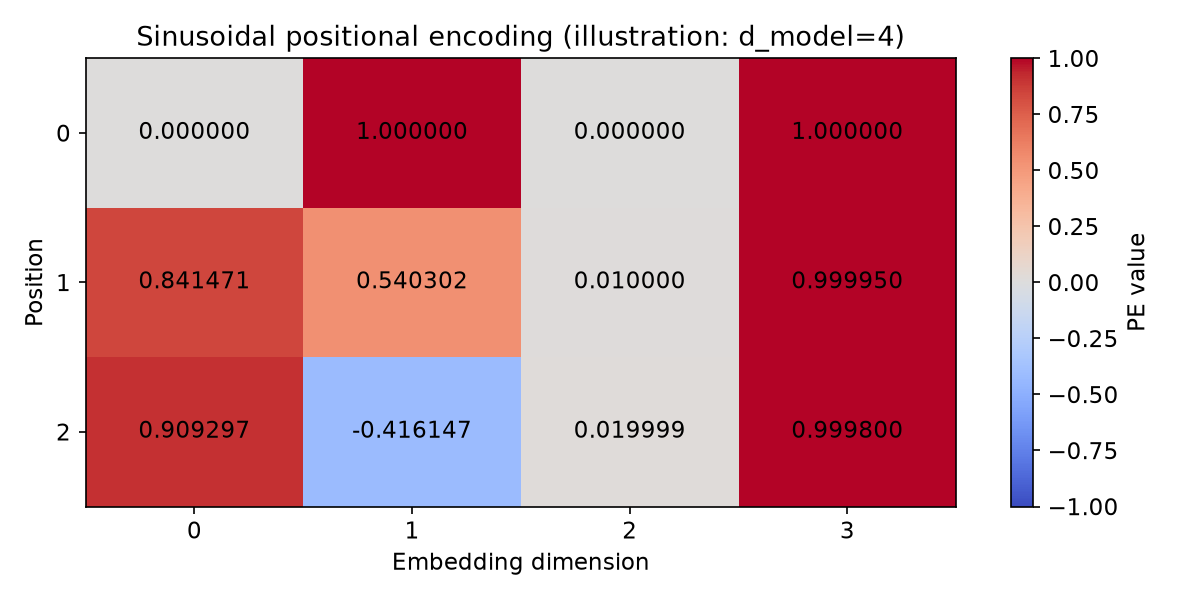 Sinusoidal positional encoding (illustration: d_model=4)
Position
0
0.000000 1.000000 0.000000 1.000000
1
0.841471 0.540302 0.010000 0.999950
2
0.909297 -0.416147 0.019999 0.999800
0 1 2 3
Embedding dimension
1.00
0.75
0.50
0.25
0.00
−0.25
−0.50
−0.75
−1.00
PE value